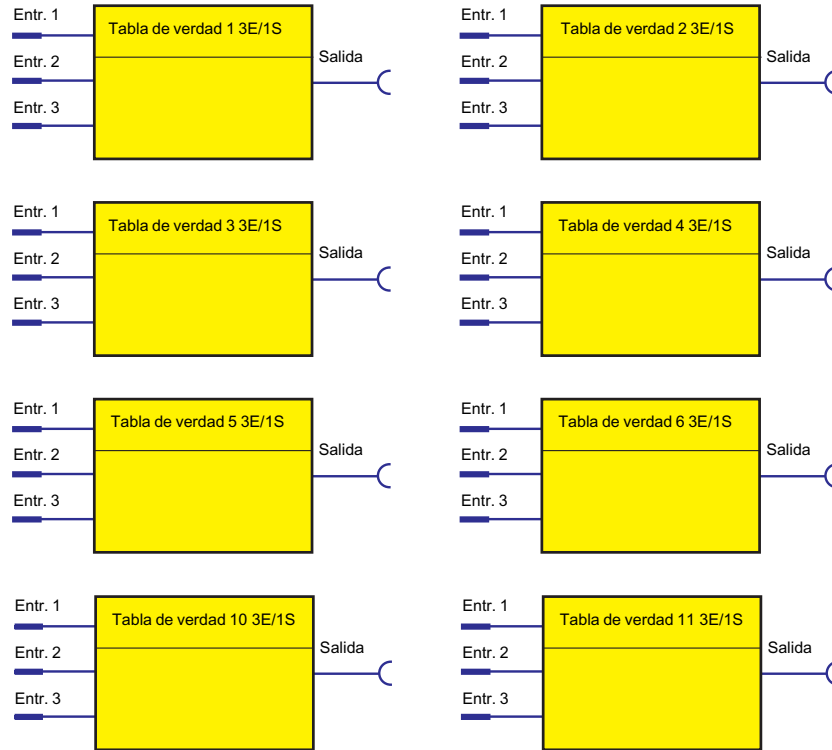 Entr. 1
Tabla de verdad 1 3E/1S
Entr. 2
Salida
Entr. 3
Entr. 1
Tabla de verdad 2 3E/1S
Entr. 2
Salida
Entr. 3
Entr. 1
Tabla de verdad 3 3E/1S
Entr. 2
Salida
Entr. 3
Entr. 1
Tabla de verdad 4 3E/1S
Entr. 2
Salida
Entr. 3
Entr. 1
Tabla de verdad 5 3E/1S
Entr. 2
Salida
Entr. 3
Entr. 1
Tabla de verdad 6 3E/1S
Entr. 2
Salida
Entr. 3
Entr. 1
Tabla de verdad 10 3E/1S
Entr. 2
Salida
Entr. 3
Entr. 1
Tabla de verdad 11 3E/1S
Entr. 2
Salida
Entr. 3